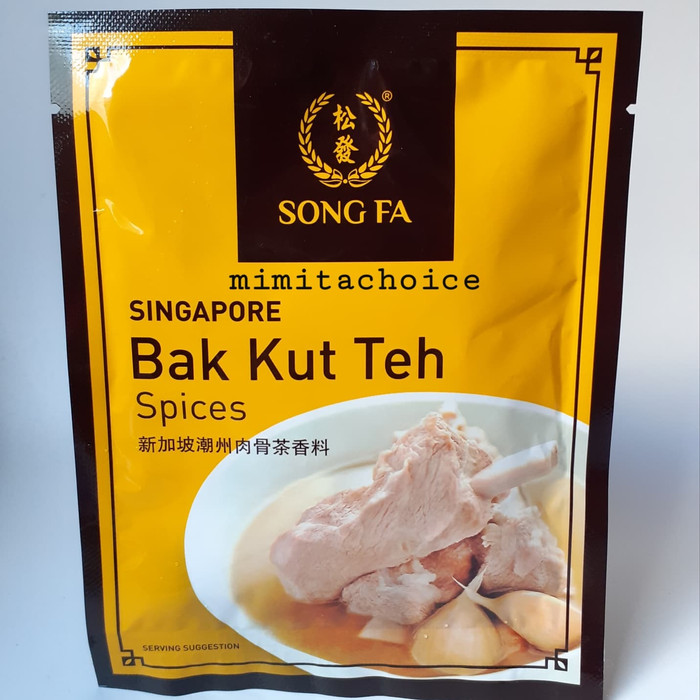 松
發
®
SONG FA
mimitachoice
SINGAPORE
Bak Kut Teh
Spices
新加坡潮州肉骨茶香料
SERVING SUGGESTION